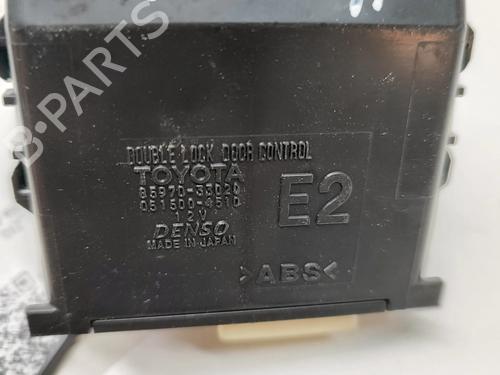 DOUBLE LOCK DOOR CONTROL
TOYOTA
85970-33020
051500-4510
12V
DENSO
MADE IN JAPAN
E2
>ABS<
B-PARTS